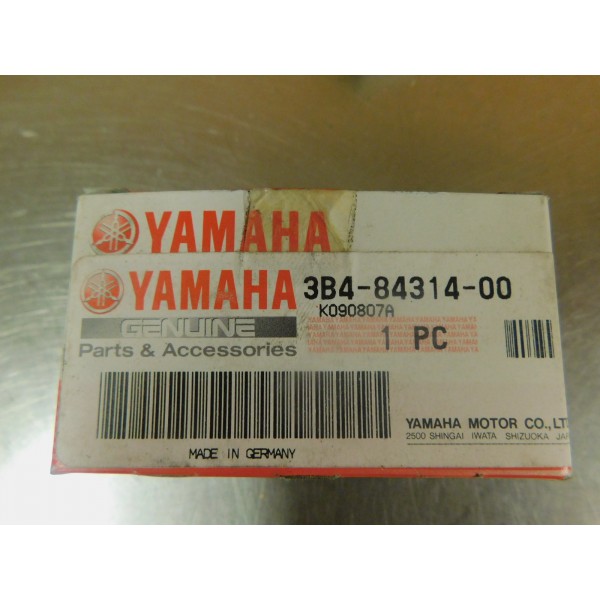 YAMAHA
YAMAHA 3B4-84314-00
K090807A
GENUINE
Parts & Accessories
1 PC
YAMAHA MOTOR CO.,LT
2500 SHINGAI IWATA SHIZUOKA JAP
MADE IN GERMANY